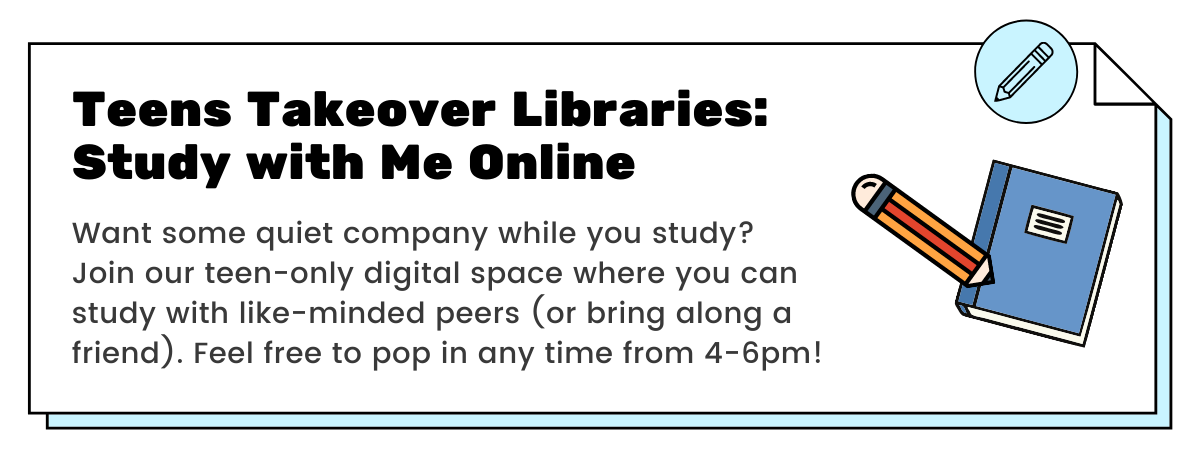 Teens Takeover Libraries:
Study with Me Online
Want some quiet company while you study?
Join our teen-only digital space where you can
study with like-minded peers (or bring along a
friend). Feel free to pop in any time from 4-6pm!